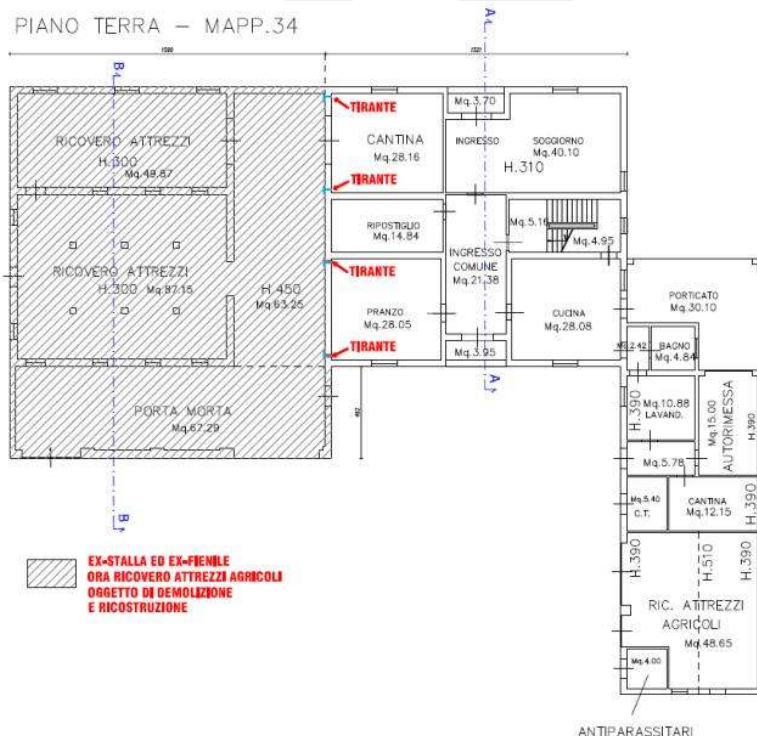 PIANO TERRA – MAPP.34
A
B
TIRANTE
Mq.3.70
RICOVERO ATTREZZI
H.300
Mq.49.87
CANTINA
Mq.28.16
INGRESSO
SOGGIORNO
Mq.40.10
H.310
TIRANTE
RIPOSTIGLIO
Mq.14.84
Mq.5.16
Mq.4.95
INGRESSO
COMUNE
Mq.21.38
RICOVERO ATTREZZI
H.300 Mq.87.15
H.450
Mq.63.25
TIRANTE
PRANZO
Mq.28.05
CUCINA
Mq.28.08
PORTICATO
Mq.30.10
TIRANTE
Mq.3.95
Mq.2.42
BAGNO
Mq.4.84
A
PORTA MORTA
Mq.67.29
H.390
Mq.10.88
LAVAND.
Mq.15.00
AUTORIMESSA
H.390
Mq.5.78
B
Mq.5.40
C.T.
CANTINA
Mq.12.15
H.390
EX-STALLA ED EX-FIENILE
ORA RICOVERO ATTREZZI AGRICOLI
OGGETTO DI DEMOLIZIONE
E RICOSTRUZIONE
H.390
H.510
H.390
RIC. ATTREZZI
AGRICOLI
Mq.48.65
Mq.4.00
ANTIPARASSITARI